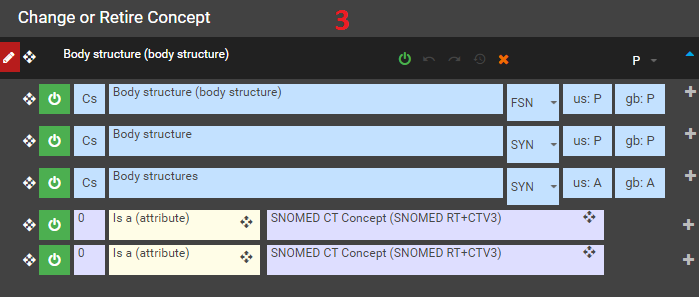 Change or Retire Concept 3
Body structure (body structure) P
Cs Body structure (body structure) FSN us: P gb: P
Cs Body structure SYN us: P gb: P
Cs Body structures SYN us: A gb: A
0 Is a (attribute) SNOMED CT Concept (SNOMED RT+CTV3)
0 Is a (attribute) SNOMED CT Concept (SNOMED RT+CTV3)